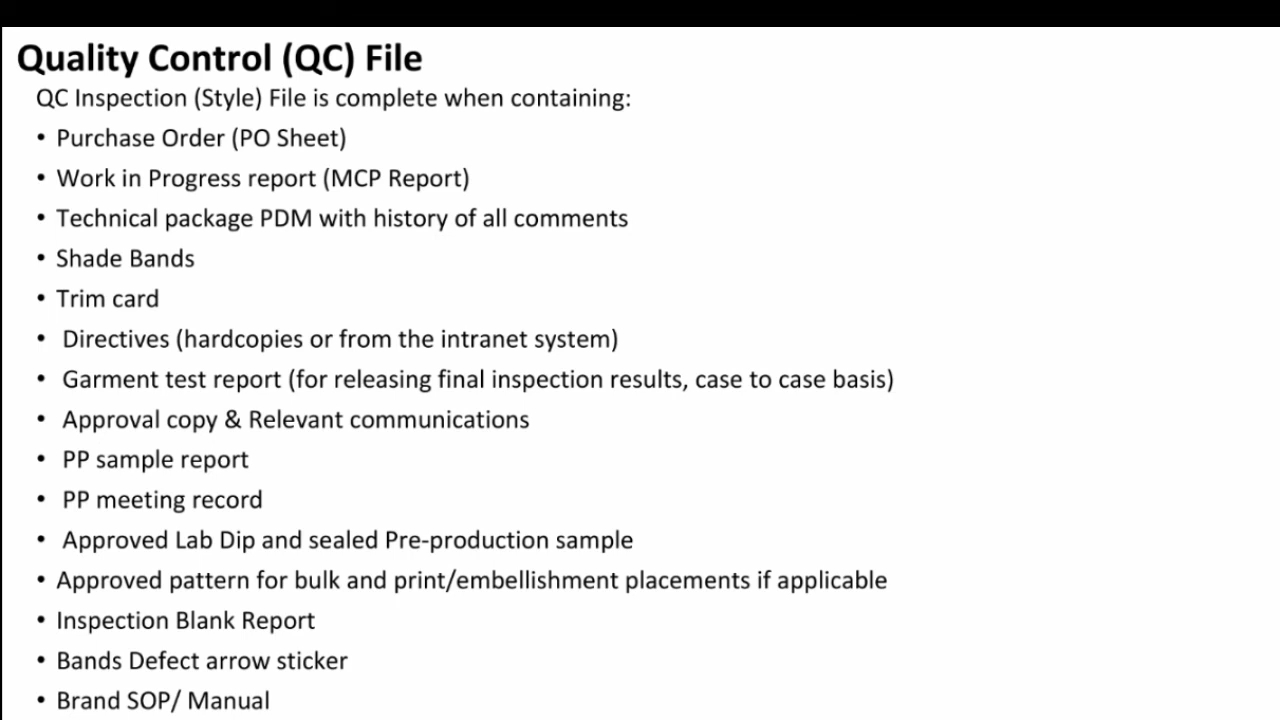 Quality Control (QC) File
QC Inspection (Style) File is complete when containing:
• Purchase Order (PO Sheet)
• Work in Progress report (MCP Report)
• Technical package PDM with history of all comments
• Shade Bands
• Trim card
• Directives (hardcopies or from the intranet system)
• Garment test report (for releasing final inspection results, case to case basis)
• Approval copy & Relevant communications
• PP sample report
• PP meeting record
• Approved Lab Dip and sealed Pre-production sample
• Approved pattern for bulk and print/embellishment placements if applicable
• Inspection Blank Report
• Bands Defect arrow sticker
• Brand SOP/ Manual